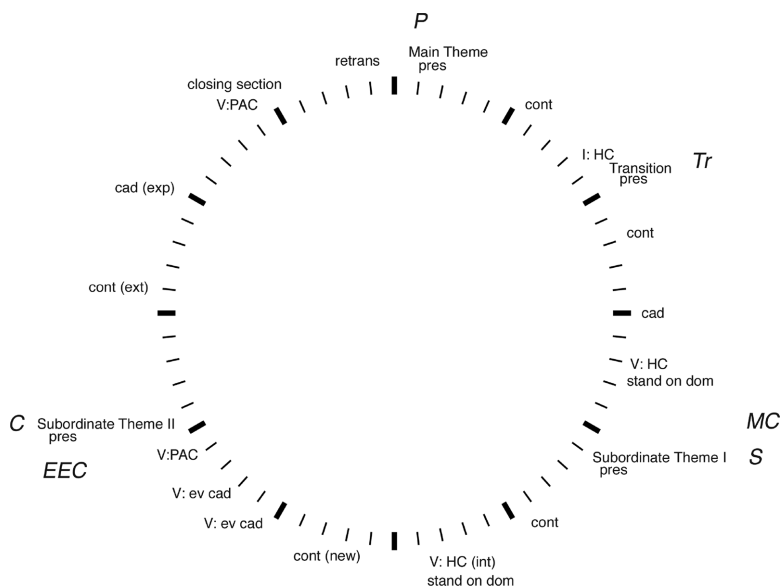 P
Main Theme
pres
cont
I: HC
Transition
pres
Tr
cont
cad
V: HC
stand on dom
MC
Subordinate Theme I
pres
S
cont
V: HC (int)
stand on dom
cont (new)
V: ev cad
V: ev cad
V:PAC
EEC
C
Subordinate Theme II
pres
cont (ext)
cad (exp)
closing section
V:PAC
retrans